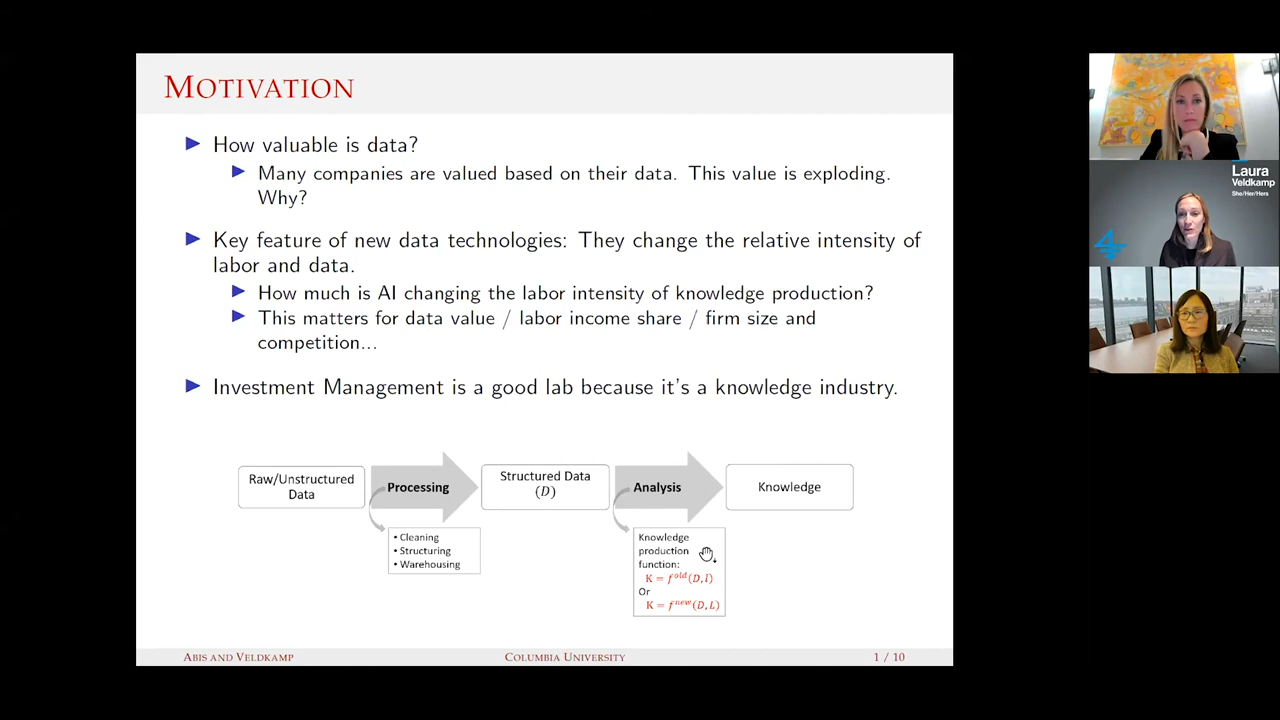 MOTIVATION
How valuable is data?
Many companies are valued based on their data. This value is exploding.
Why?
Key feature of new data technologies: They change the relative intensity of
labor and data.
How much is AI changing the labor intensity of knowledge production?
This matters for data value / labor income share / firm size and
competition...
Investment Management is a good lab because it's a knowledge industry.
Raw/Unstructured
Data
Processing
• Cleaning
• Structuring
• Warehousing
Structured Data
(D)
Analysis
Knowledge
production
function:
K = f^old(D,l)
Or
K = f^new(D,L)
Knowledge
ABIS AND VELDKAMP
COLUMBIA UNIVERSITY
1 / 10
Laura
Veldkamp
She/Her/Hers